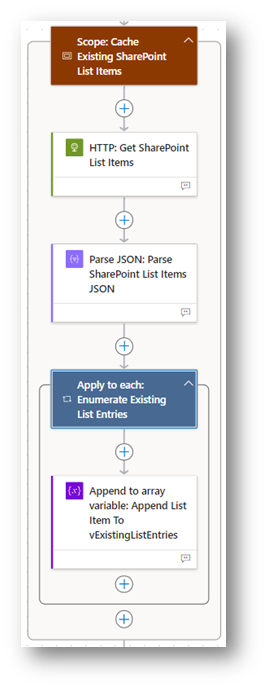 Scope: Cache
Existing SharePoint
List Items
HTTP: Get SharePoint
List Items
Parse JSON: Parse
SharePoint List Items
JSON
Apply to each:
Enumerate Existing
List Entries
Append to array
variable: Append List
Item To
vExistingListEntries